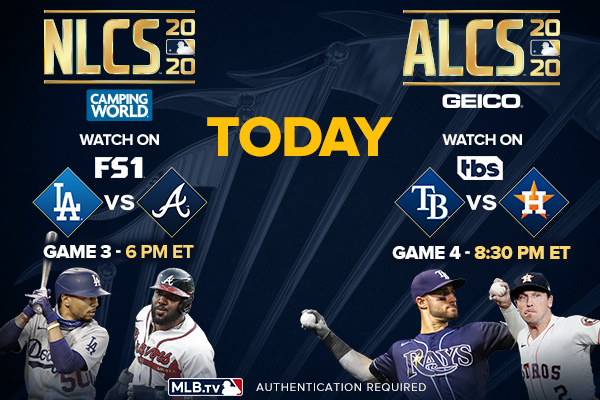 NLCS 2020
CAMPING
WORLD
WATCH ON
FS1
LA VS A
GAME 3 - 6 PM ET
TODAY
ALCS 2020
GEICO
WATCH ON
tbs
TB VS H
GAME 4 - 8:30 PM ET
Dodgers
50
Braves
RAYS
ASTROS
2
MLB.TV
AUTHENTICATION REQUIRED